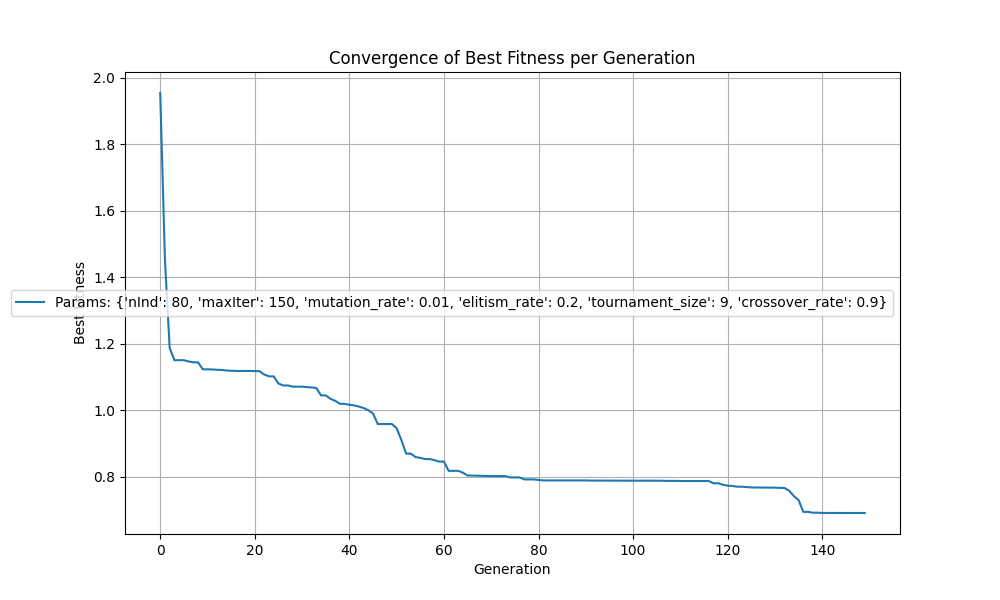 Convergence of Best Fitness per Generation
2.0
1.8
1.6
1.4
1.2
1.0
0.8
Best Fitness
Params: {'nInd': 80, 'maxIter': 150, 'mutation_rate': 0.01, 'elitism_rate': 0.2, 'tournament_size': 9, 'crossover_rate': 0.9}
0 20 40 60 80 100 120 140
Generation